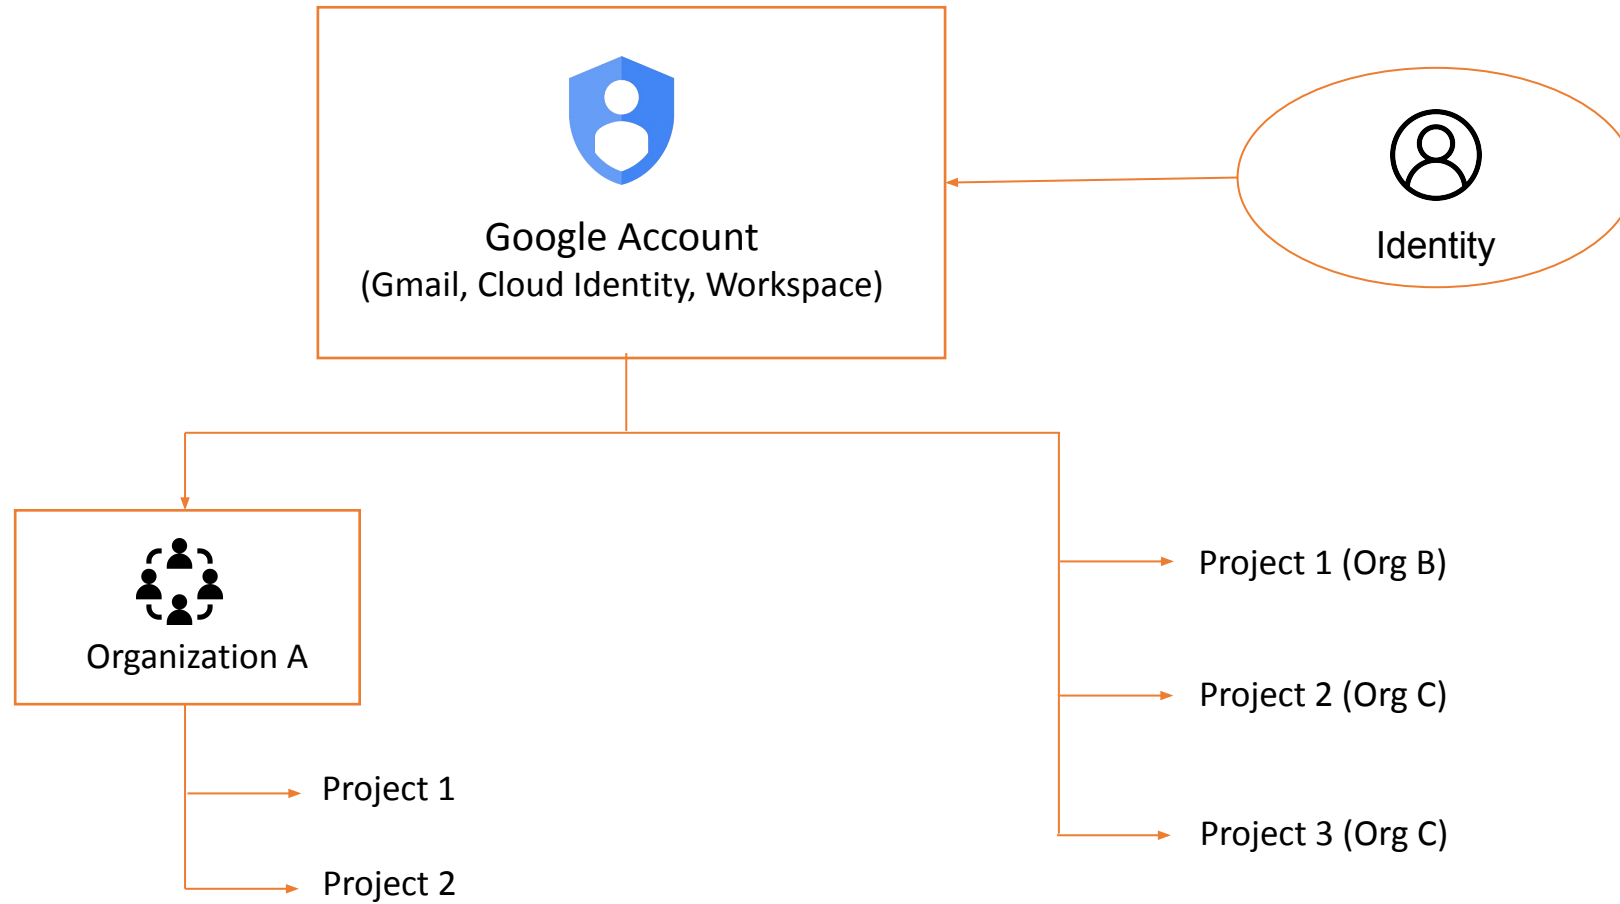 Google Account
(Gmail, Cloud Identity, Workspace)
Identity
Organization A
Project 1
Project 2
Project 1 (Org B)
Project 2 (Org C)
Project 3 (Org C)